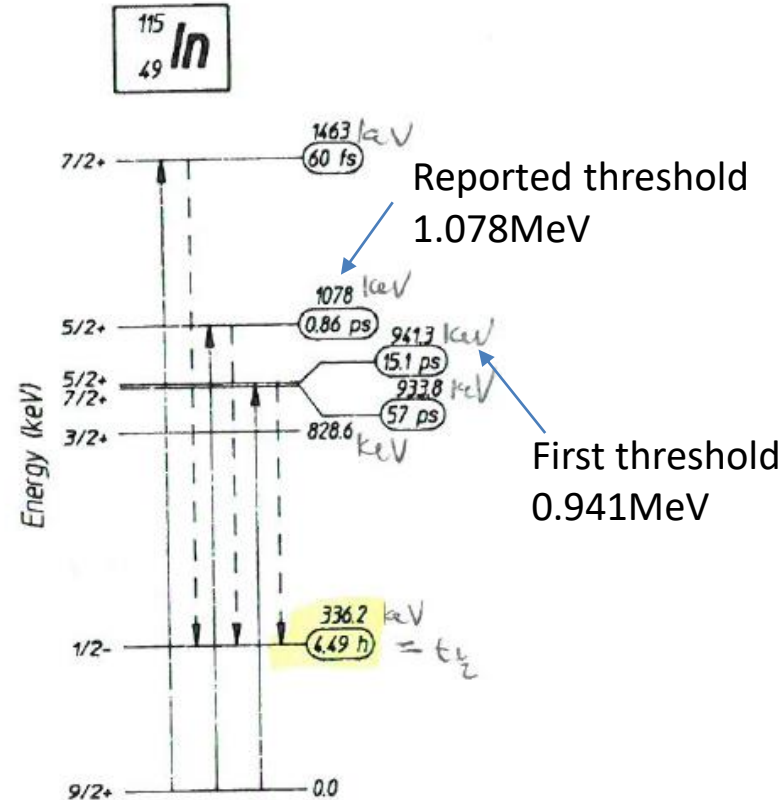 115
49 In
1463 keV
7/2+ 60 fs
Reported threshold
1.078MeV
1078 keV
5/2+ 0.86 ps
941.3 keV
5/2+ 15.1 ps
7/2+ 933.8 keV
57 ps
3/2+ 828.6 keV
First threshold
0.941MeV
Energy (keV)
336.2 keV
1/2- 4.49 h = t½
9/2+ 0.0